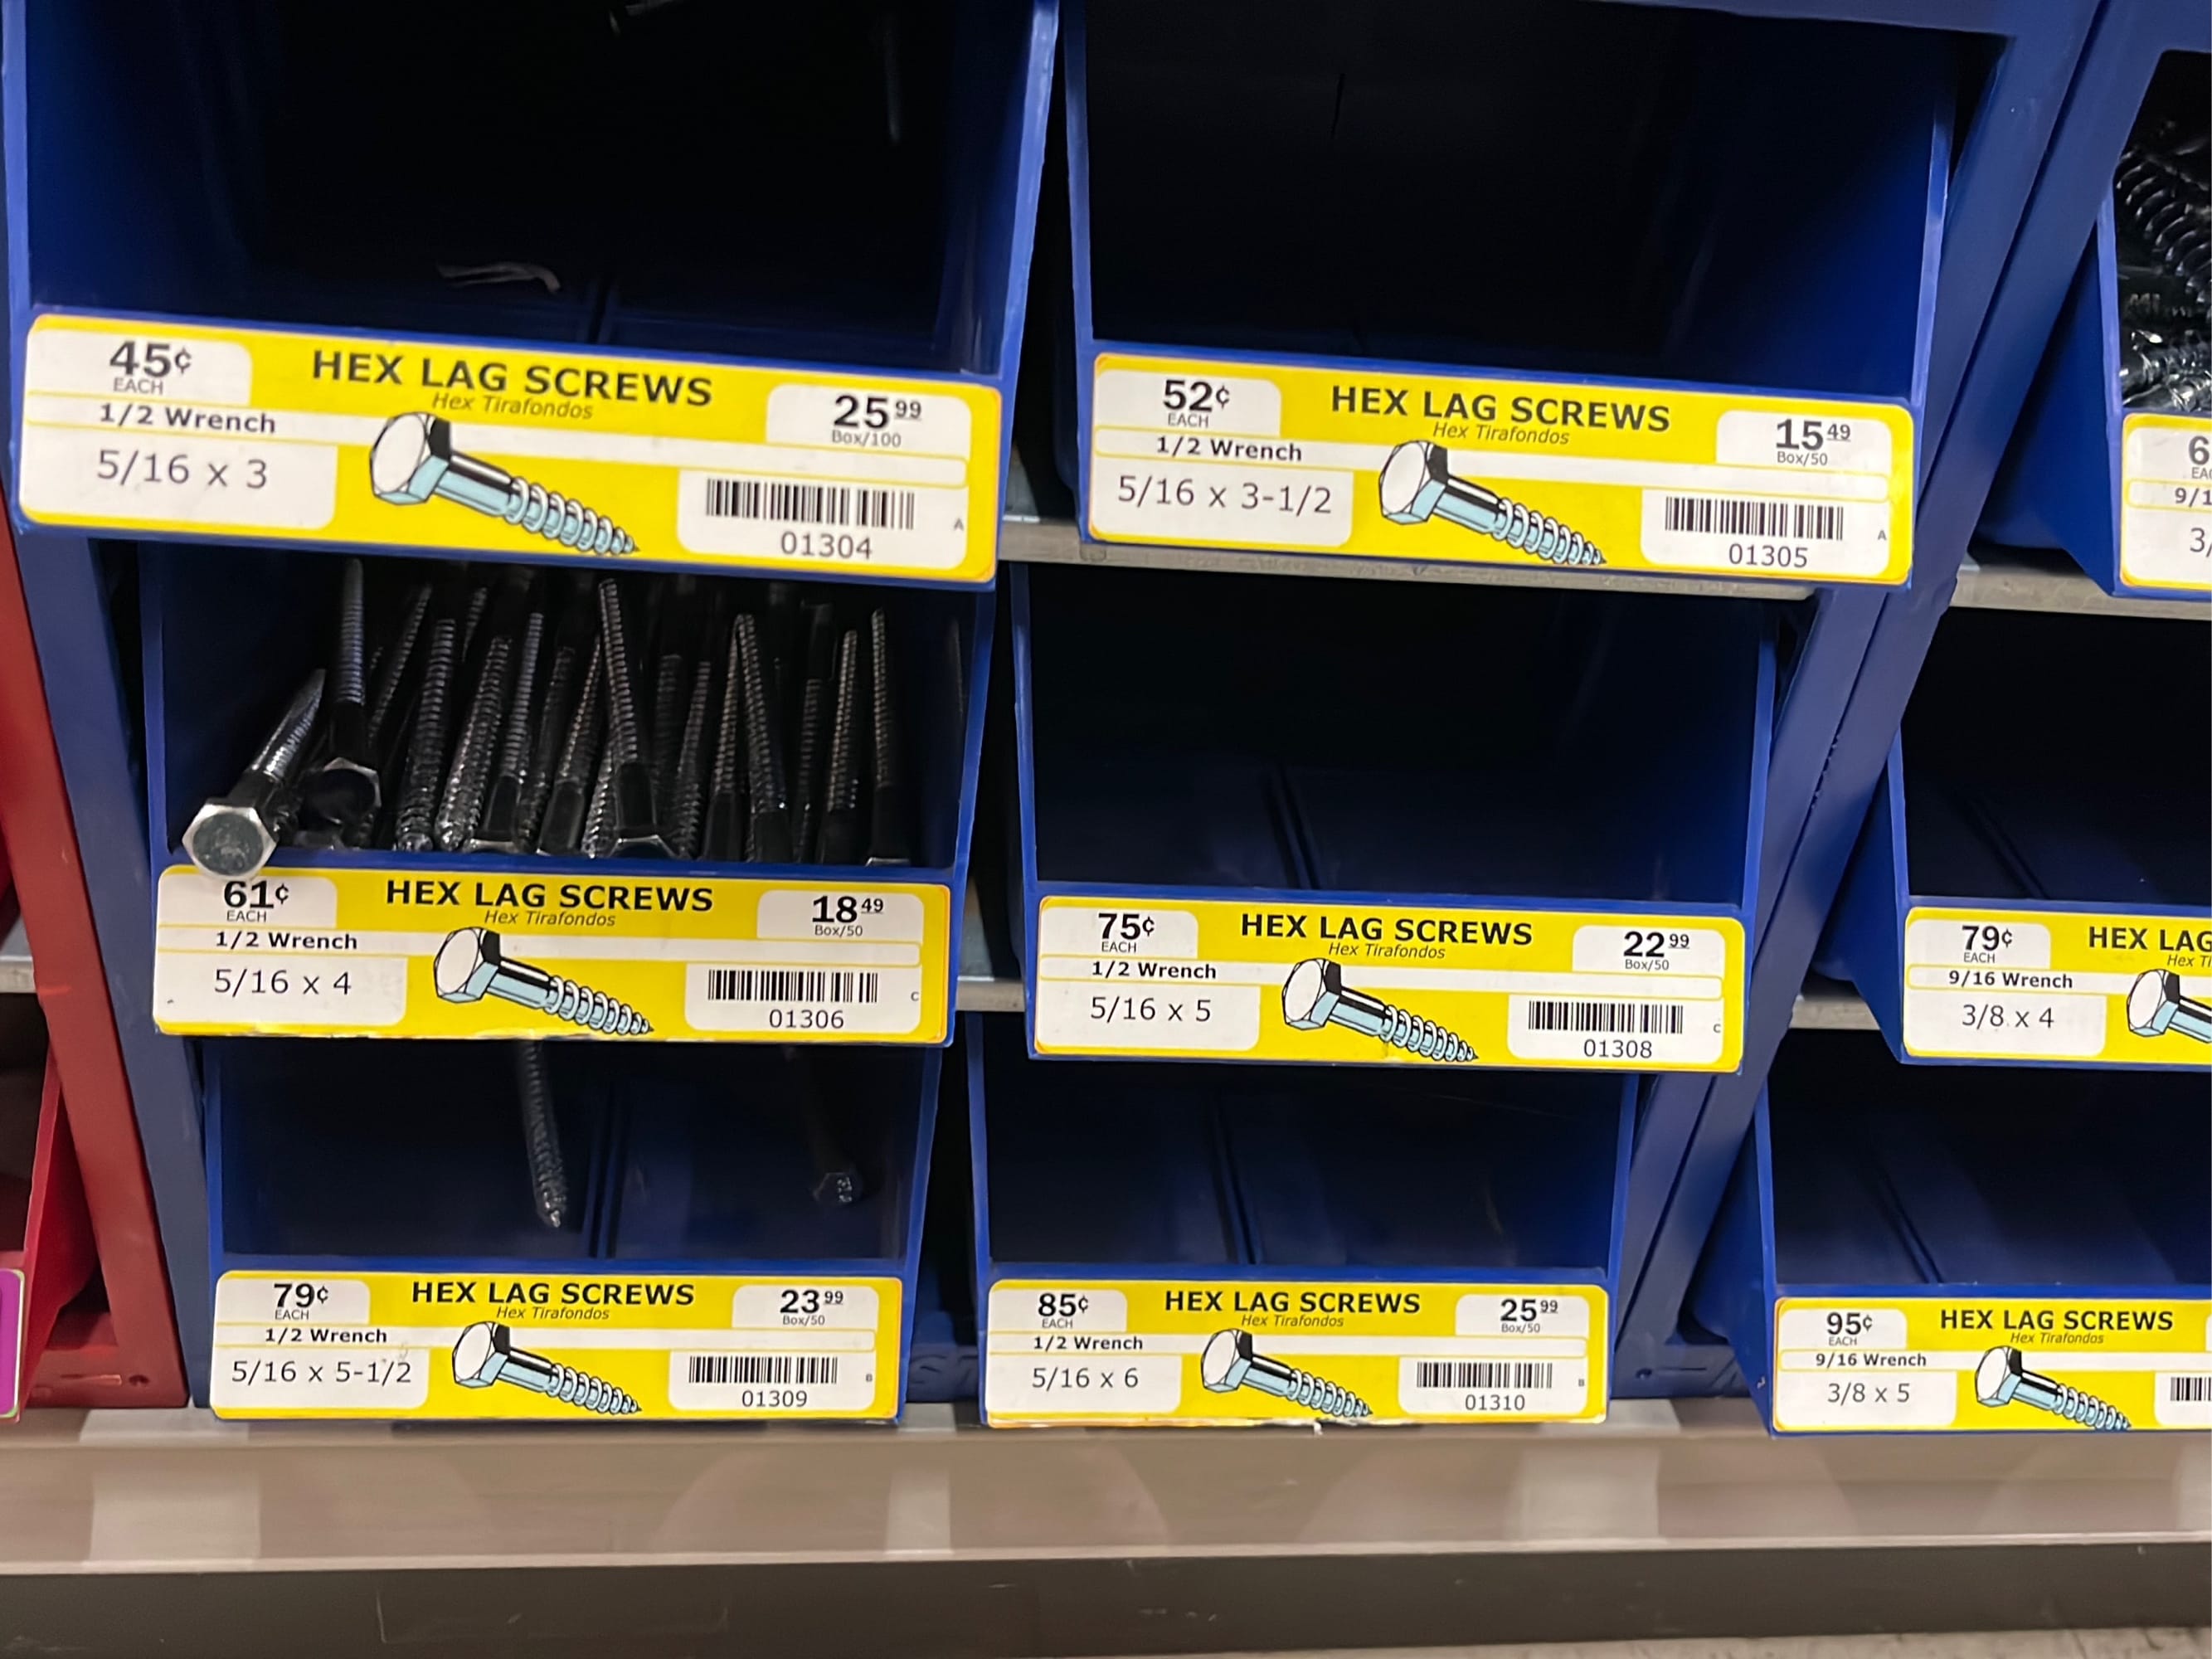 45¢
EACH
HEX LAG SCREWS
Hex Tirafondos
25 99
Box/100
1/2 Wrench
5/16 x 3
01304
A
52¢
EACH
HEX LAG SCREWS
Hex Tirafondos
15 49
Box/50
1/2 Wrench
5/16 x 3-1/2
01305
A
61¢
EACH
HEX LAG SCREWS
Hex Tirafondos
18 49
Box/50
1/2 Wrench
5/16 x 4
01306
C
75¢
EACH
HEX LAG SCREWS
Hex Tirafondos
22 99
Box/50
1/2 Wrench
5/16 x 5
01308
C
79¢
EACH
HEX LAG
Hex
9/16 Wrench
3/8 x 4
79¢
EACH
HEX LAG SCREWS
Hex Tirafondos
23 99
Box/50
1/2 Wrench
5/16 x 5-1/2
01309
B
85¢
EACH
HEX LAG SCREWS
Hex Tirafondos
25 99
Box/50
1/2 Wrench
5/16 x 6
01310
B
95¢
EACH
HEX LAG SCREWS
Hex Tirafondos
9/16 Wrench
3/8 x 5